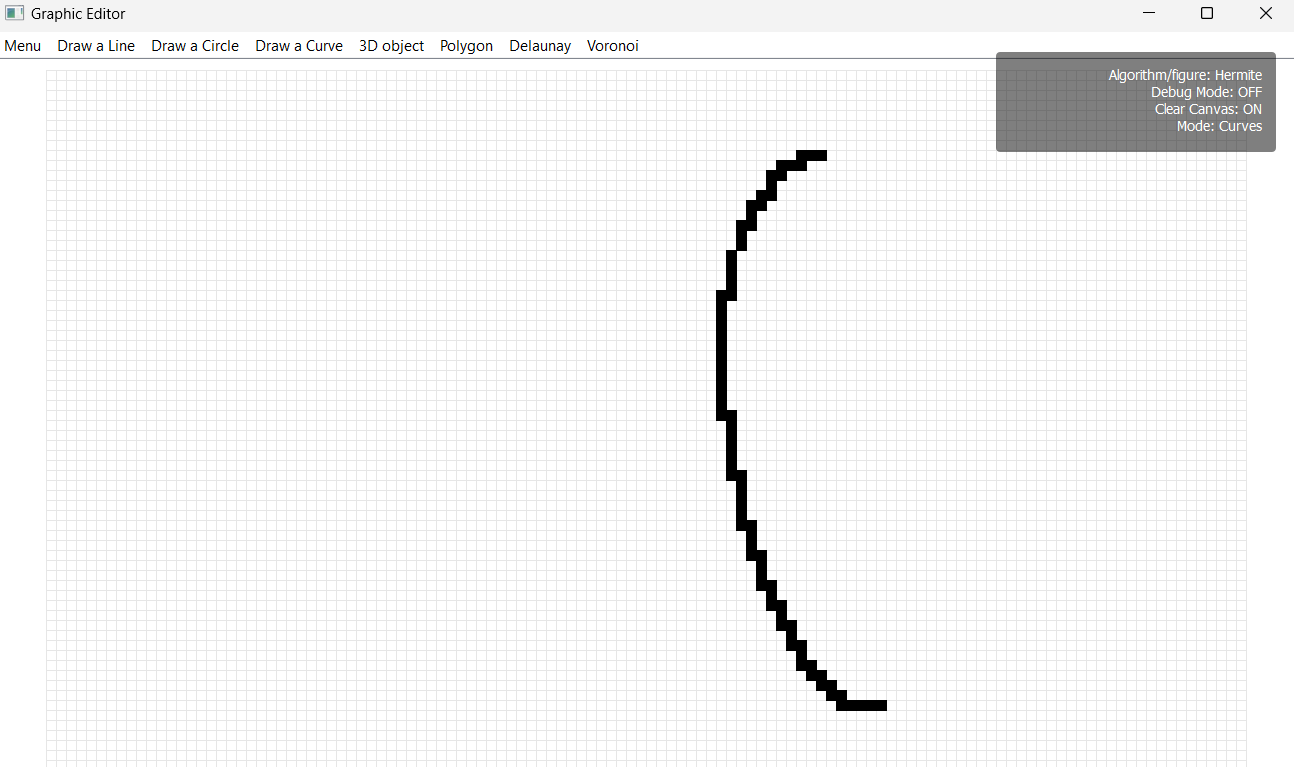 Graphic Editor
Menu Draw a Line Draw a Circle Draw a Curve 3D object Polygon Delaunay Voronoi
Algorithm/figure: Hermite
Debug Mode: OFF
Clear Canvas: ON
Mode: Curves